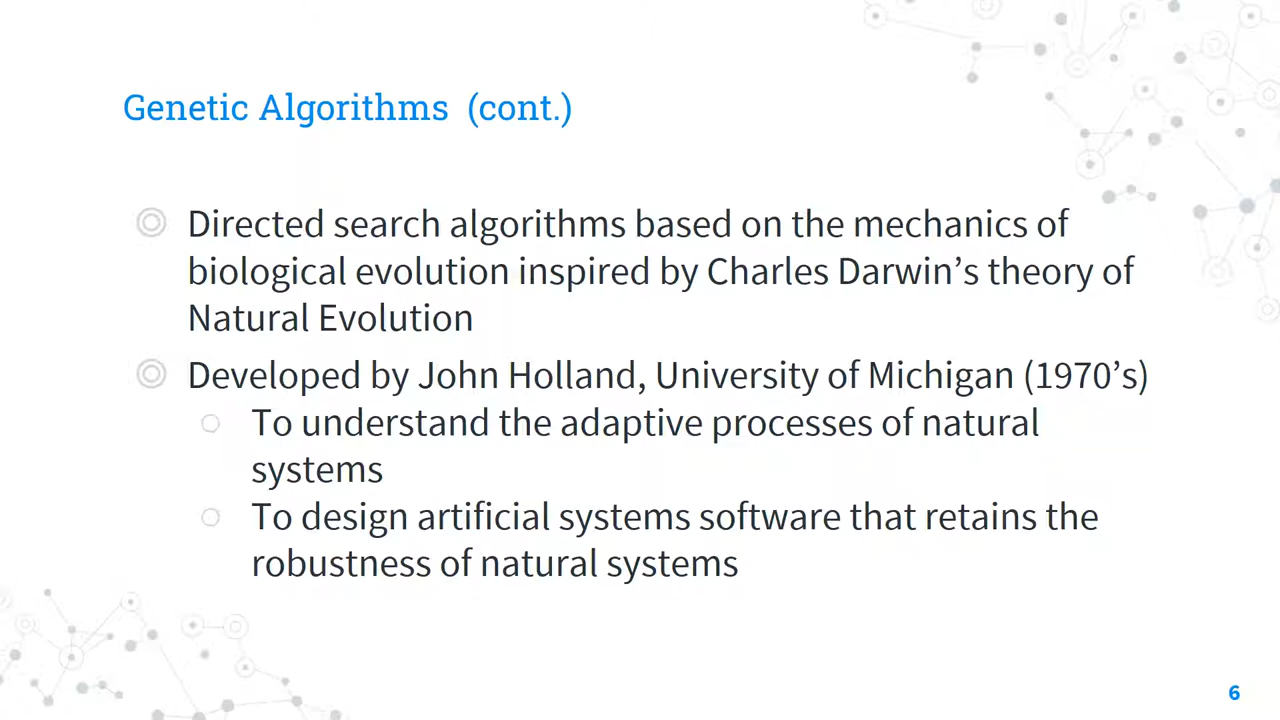 Genetic Algorithms (cont.)
Directed search algorithms based on the mechanics of
biological evolution inspired by Charles Darwin’s theory of
Natural Evolution
Developed by John Holland, University of Michigan (1970’s)
To understand the adaptive processes of natural
systems
To design artificial systems software that retains the
robustness of natural systems
6